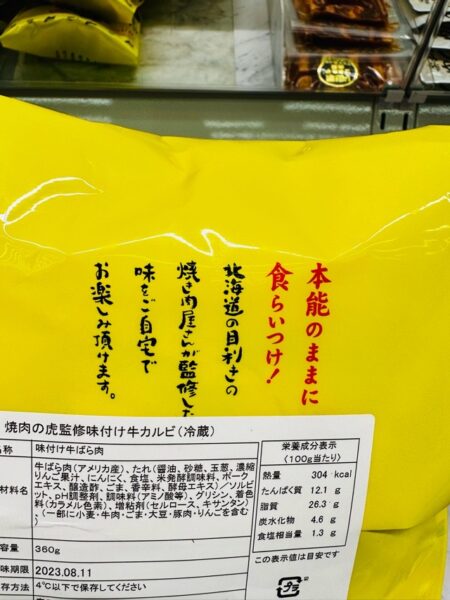 本能のままに
食らいつけ!
北海道の目利きの
焼き肉屋さんが監修した
味をご自宅で
お楽しみ頂けます。
焼肉の虎監修味付け牛カルビ(冷蔵)
名称 味付け牛ばら肉
材料名 牛ばら肉(アメリカ産)、たれ(醤油、砂糖、玉葱、濃縮
りんご果汁、にんにく、食塩、米発酵調味料、ポーク
エキス、醸造酢、ごま、香辛料、酵母エキス)/ソルビ
ット、pH調整剤、調味料(アミノ酸等)、グリシン、着色
料(カラメル色素)、増粘剤(セルロース、キサンタン)
、(一部に小麦・牛肉・ごま・大豆・豚肉・りんごを含む
)
容量 360g
味期限 2023.08.11
存方法 4℃以下で保存してください
栄養成分表示
(100g当たり)
熱量 304 kcal
たんぱく質 12.1 g
脂質 26.3 g
炭水化物 4.6 g
食塩相当量 1.3 g
この表示値は目安です
プラ